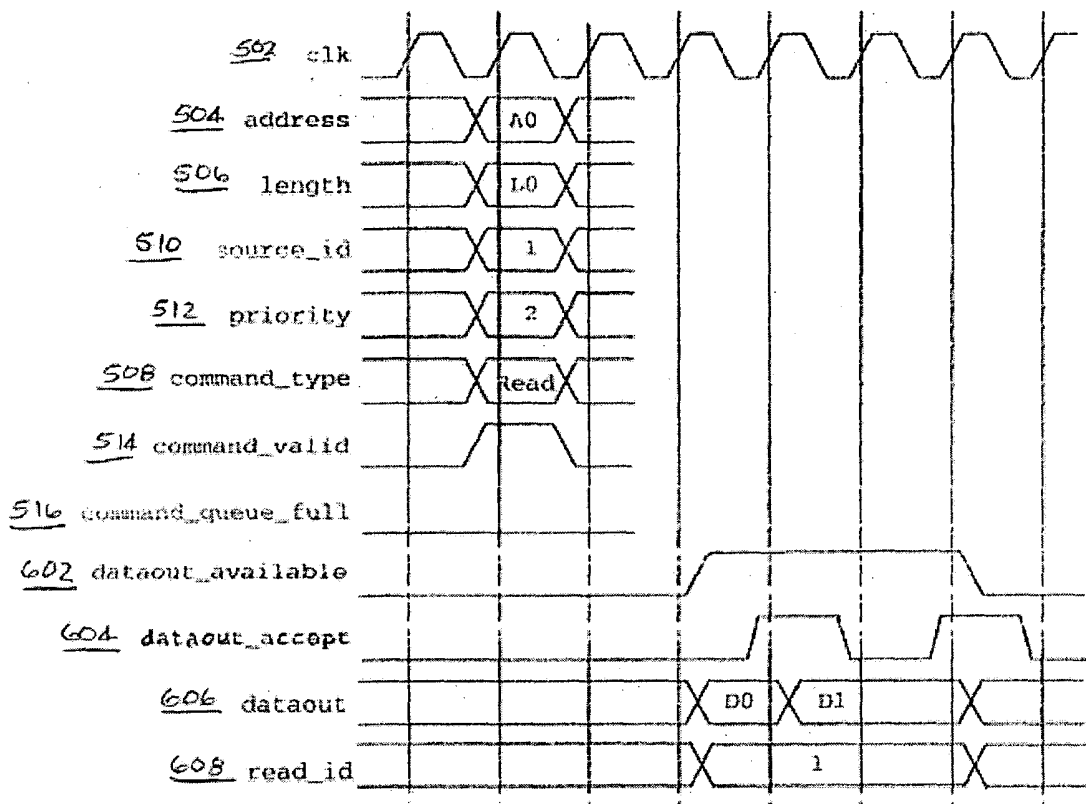 502 clk
504 address A0
506 length L0
510 source_id 1
512 priority 2
508 command_type Read
514 command_valid
516 command_queue_full
602 dataout_available
604 dataout_accept
606 dataout D0 D1
608 read_id 1